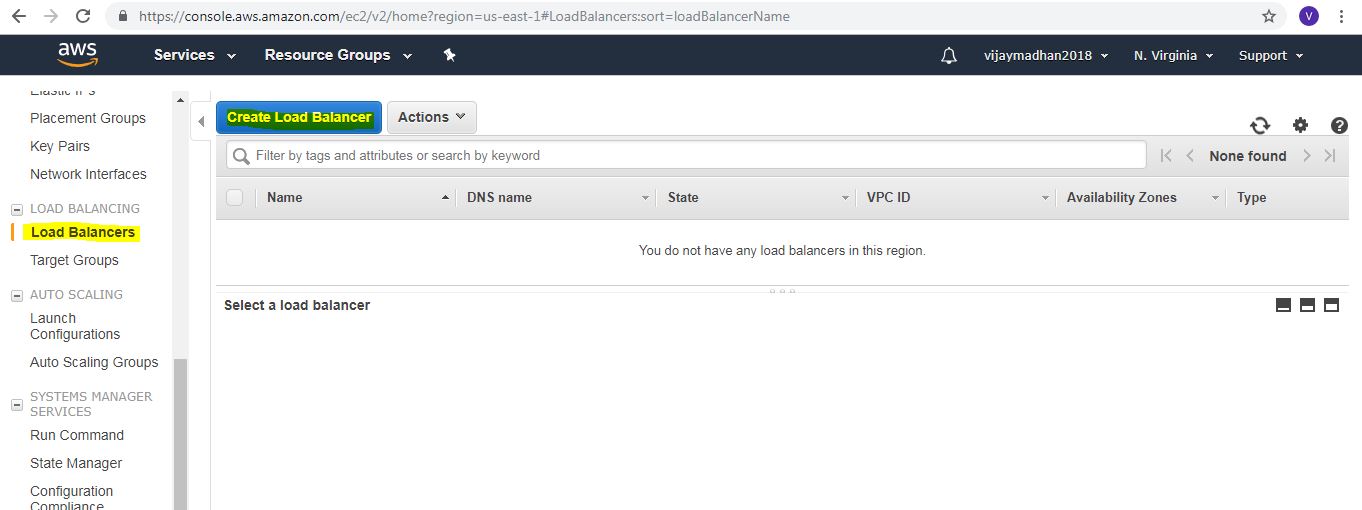 https://console.aws.amazon.com/ec2/v2/home?region=us-east-1#LoadBalancers:sort=loadBalancerName
V
aws Services Resource Groups vijaymadhan2018 N. Virginia Support
Elastic IPs
Placement Groups
Key Pairs
Network Interfaces
LOAD BALANCING
Load Balancers
Target Groups
AUTO SCALING
Launch
Configurations
Auto Scaling Groups
SYSTEMS MANAGER
SERVICES
Run Command
State Manager
Configuration
Compliance
Create Load Balancer Actions
Filter by tags and attributes or search by keyword None found
Name DNS name State VPC ID Availability Zones Type
You do not have any load balancers in this region.
Select a load balancer